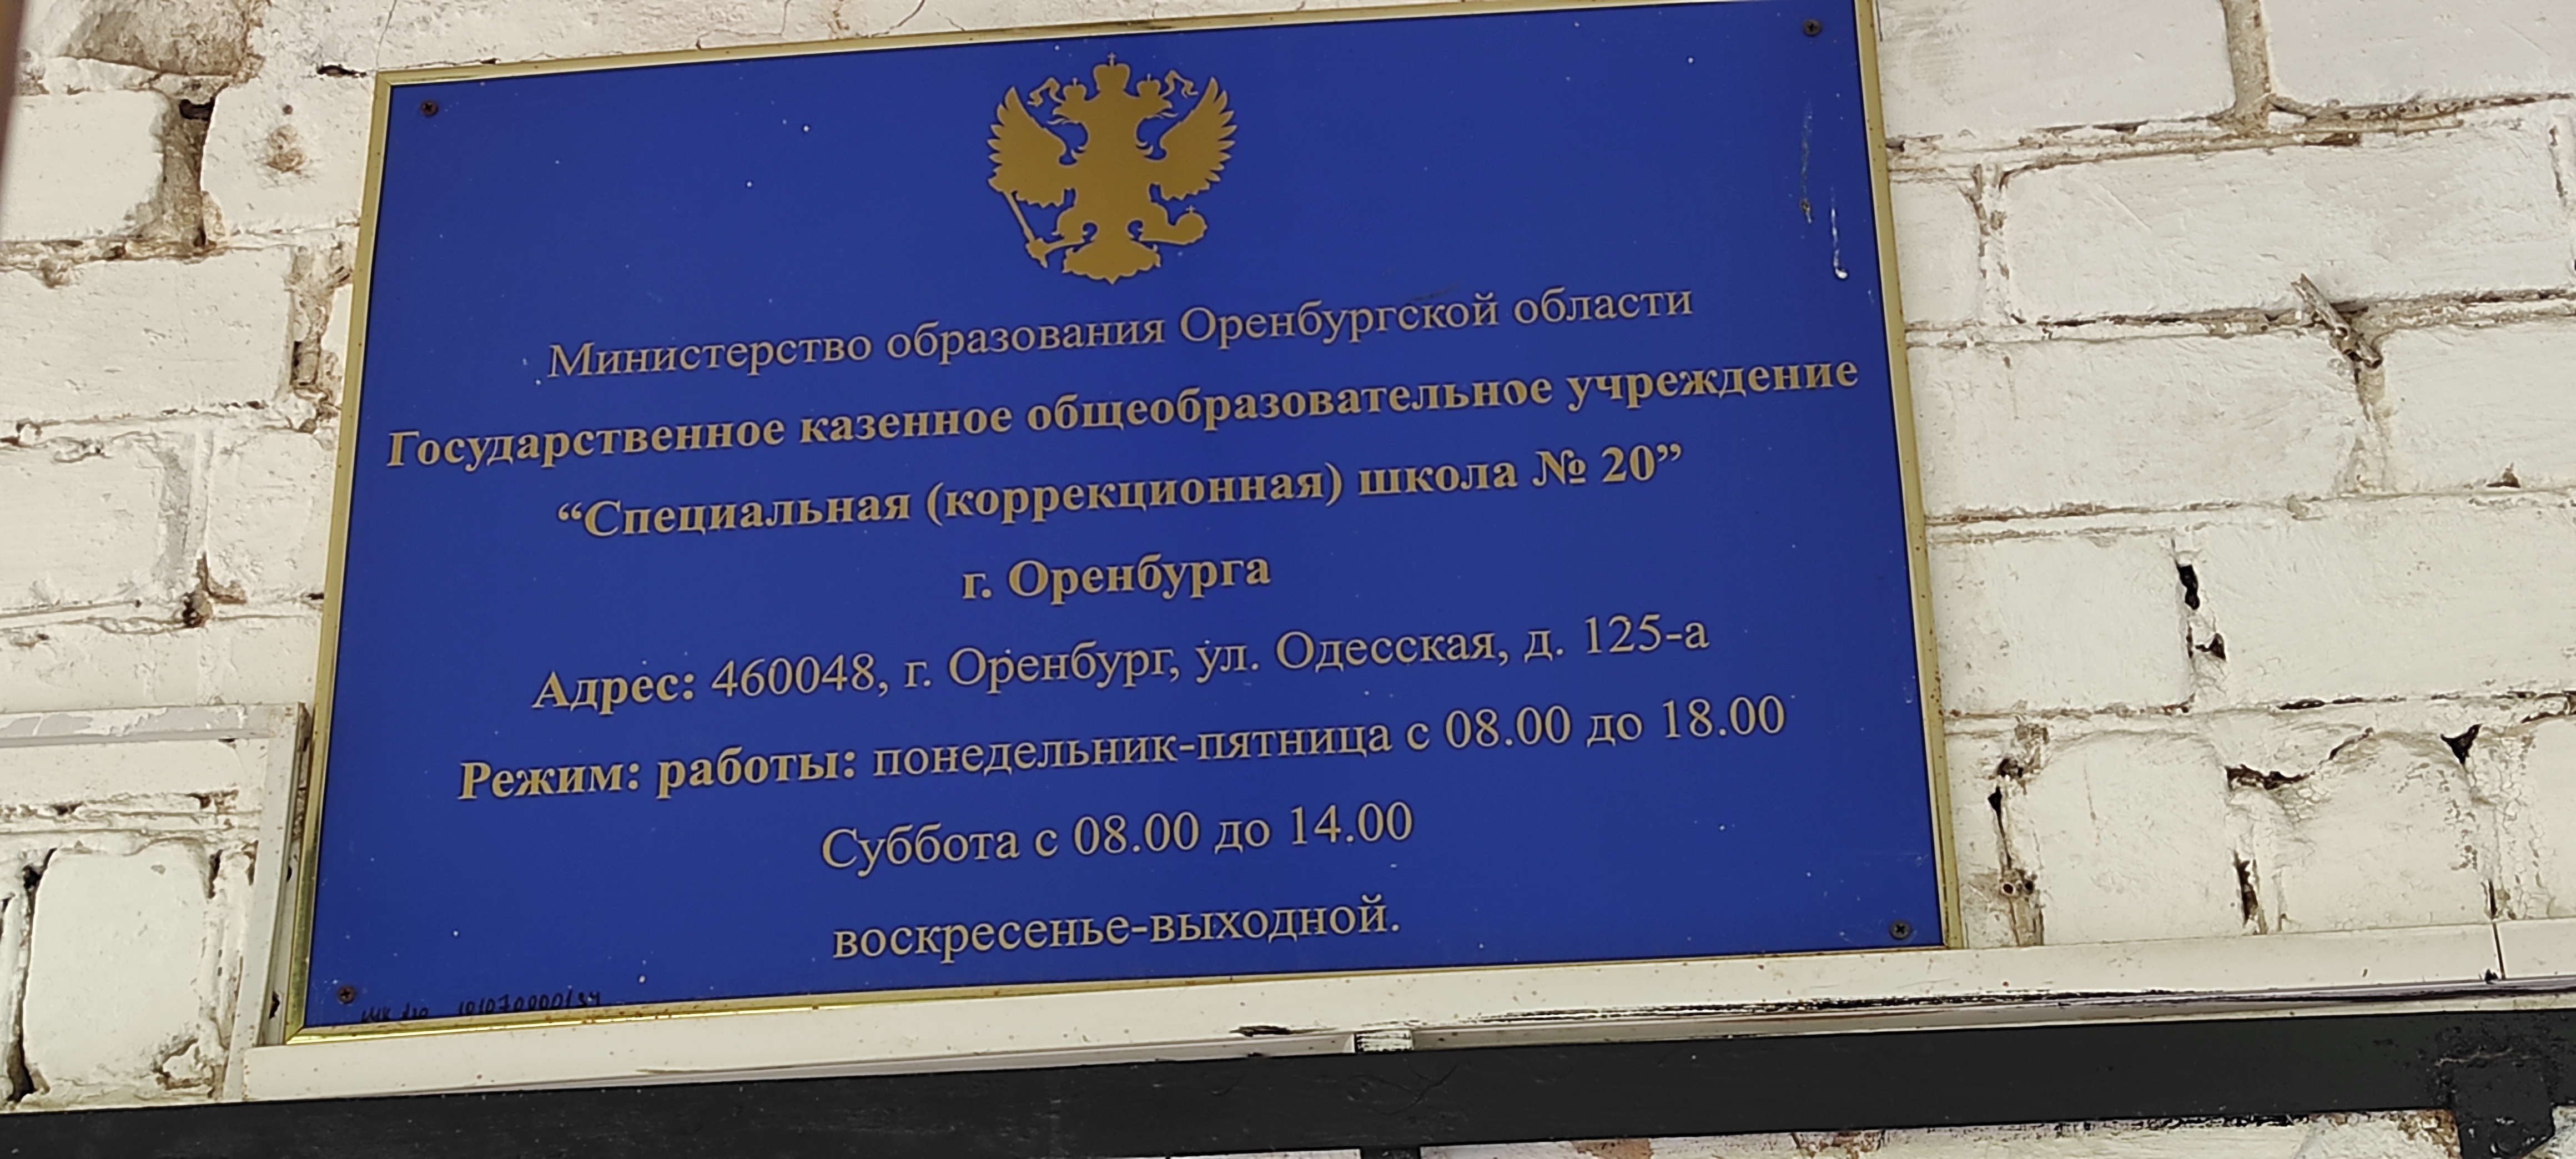 Министерство образования Оренбургской области
Государственное казенное общеобразовательное учреждение
“Специальная (коррекционная) школа № 20”
г. Оренбурга
Адрес: 460048, г. Оренбург, ул. Одесская, д. 125-а
Режим: работы: понедельник-пятница с 08.00 до 18.00
Суббота с 08.00 до 14.00
воскресенье-выходной.